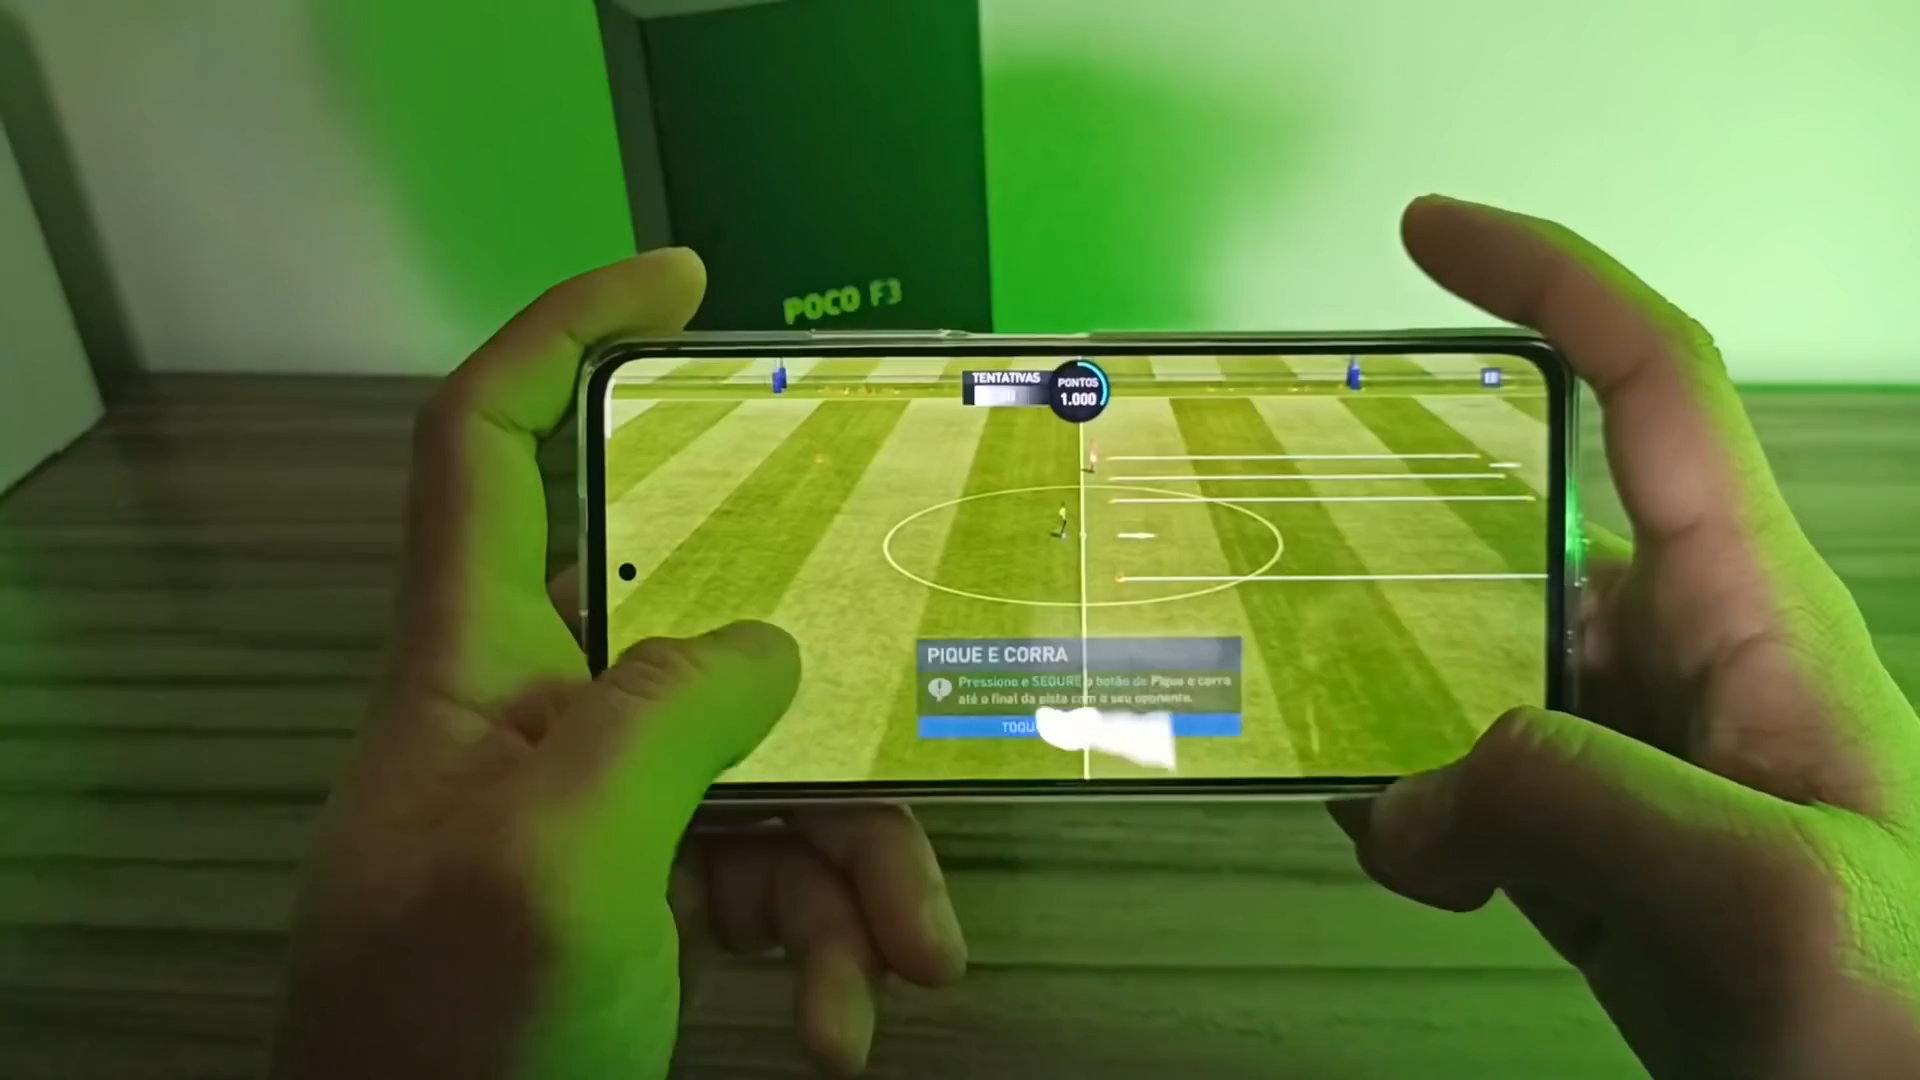 POCO F3
TENTATIVAS
PONTOS
1.000
PIQUE E CORRA
Pressione e SEGURE o botão de Pique e corra
até o final da pista com o seu oponente.